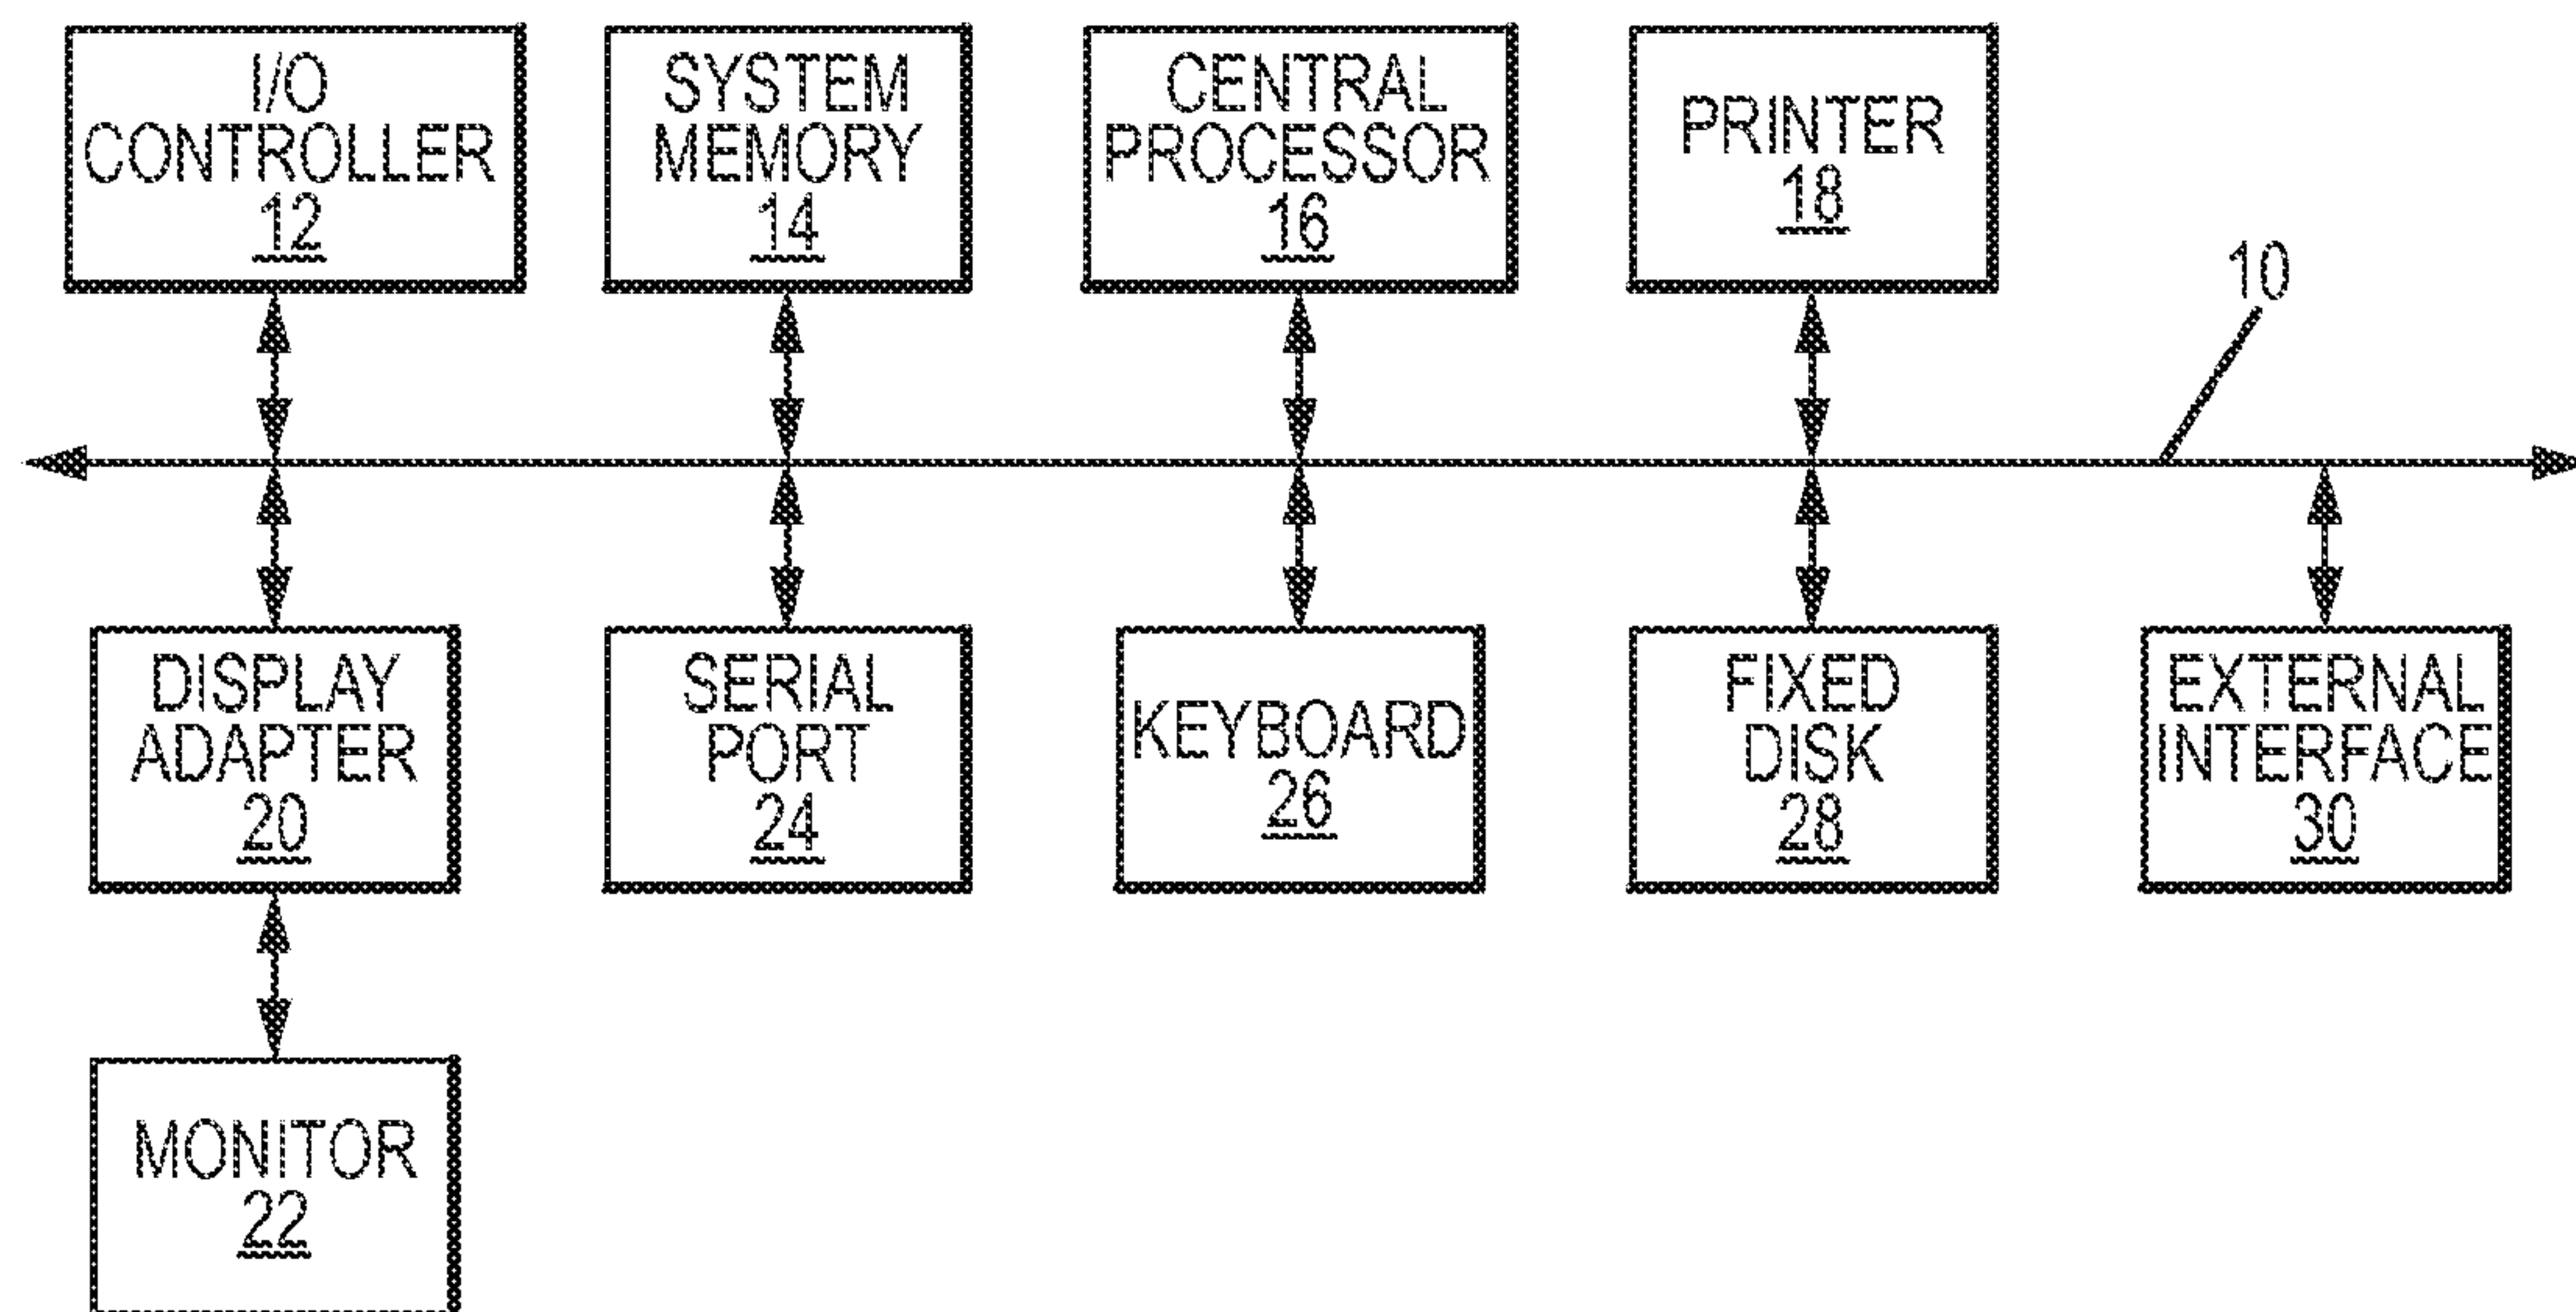 I/O
CONTROLLER
12
SYSTEM
MEMORY
14
CENTRAL
PROCESSOR
16
PRINTER
18
10
DISPLAY
ADAPTER
20
SERIAL
PORT
24
KEYBOARD
26
FIXED
DISK
28
EXTERNAL
INTERFACE
30
MONITOR
22